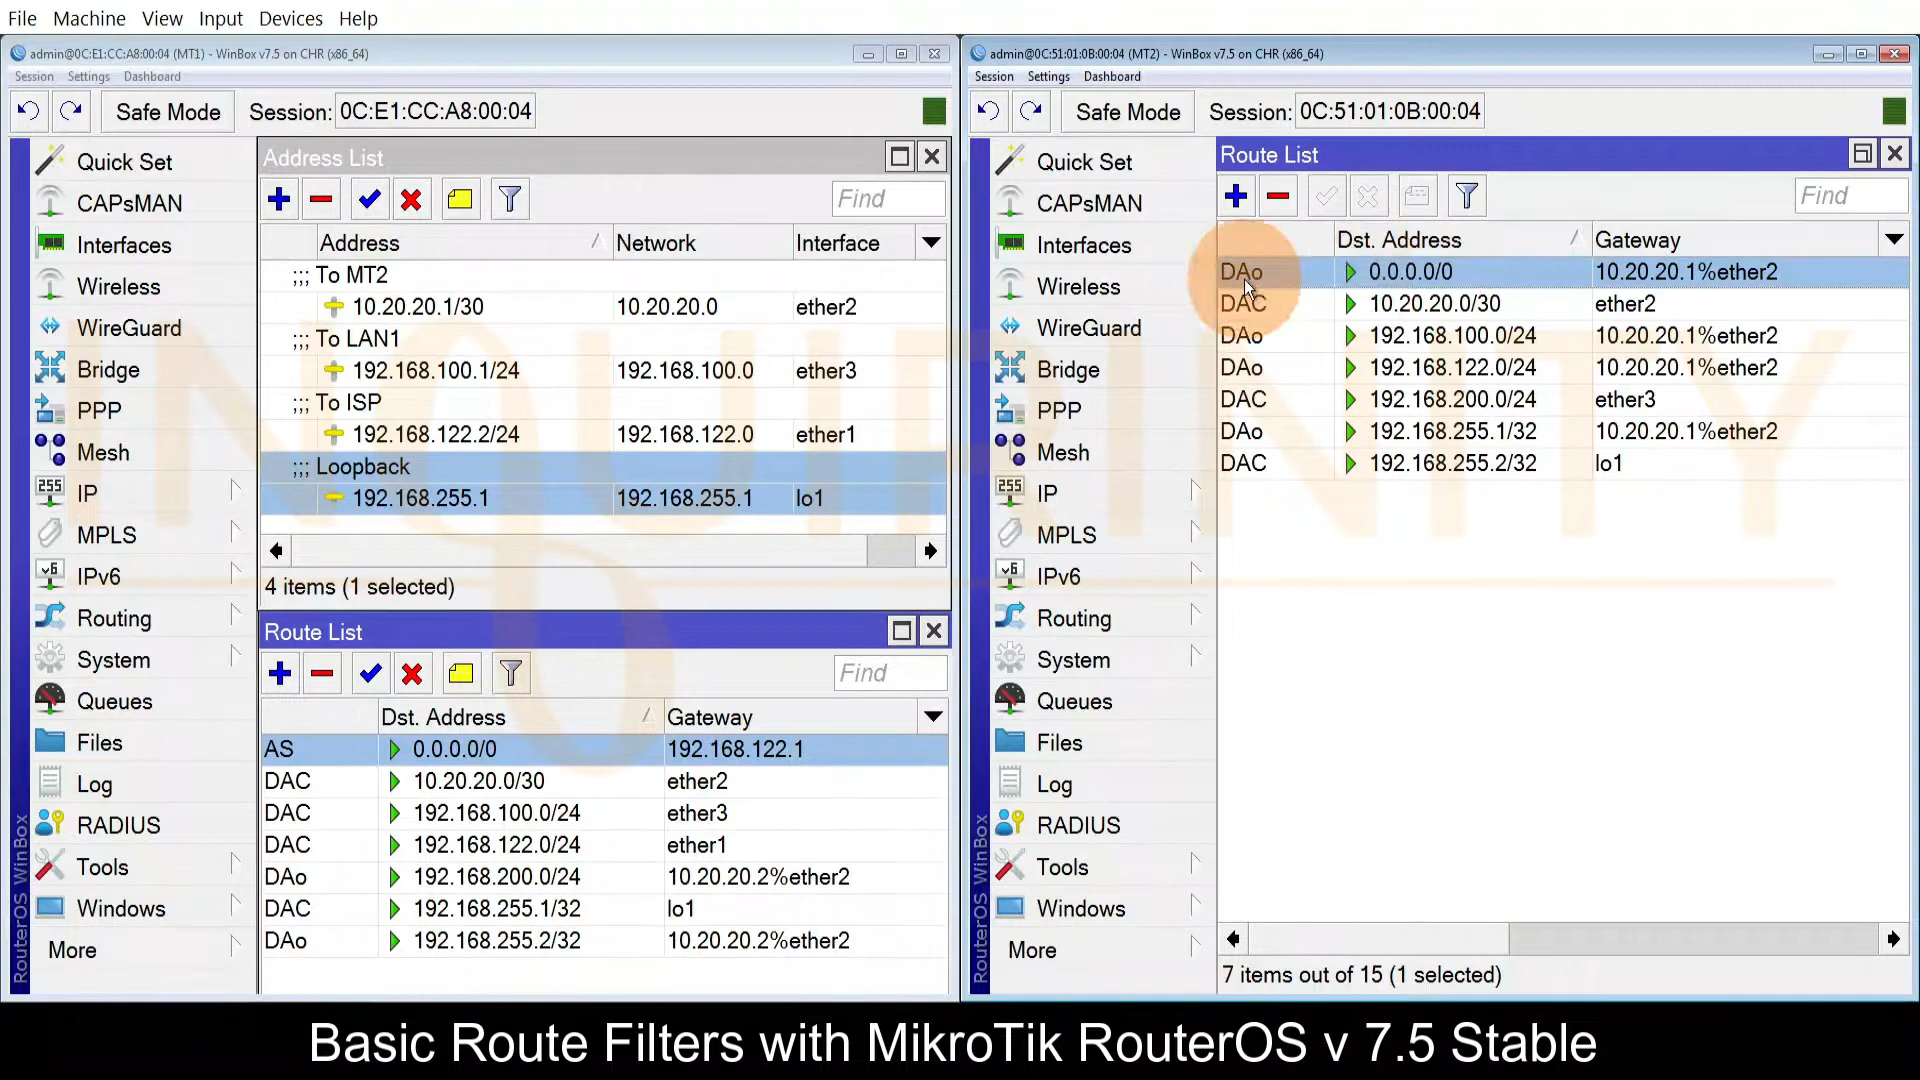 File Machine View Input Devices Help
admin@0C:E1:CC:A8:00:04 (MT1) - WinBox v7.5 on CHR (x86_64)
Session Settings Dashboard
Safe Mode Session: 0C:E1:CC:A8:00:04
Quick Set
CAPsMAN
Interfaces
Wireless
WireGuard
Bridge
PPP
Mesh
IP
MPLS
IPv6
Routing
System
Queues
Files
Log
RADIUS
Tools
Windows
More
RouterOS WinBox
Address List
Find
Address Network Interface
;;; To MT2
10.20.20.1/30 10.20.20.0 ether2
;;; To LAN1
192.168.100.1/24 192.168.100.0 ether3
;;; To ISP
192.168.122.2/24 192.168.122.0 ether1
;;; Loopback
192.168.255.1 192.168.255.1 lo1
4 items (1 selected)
Route List
Find
Dst. Address Gateway
AS 0.0.0.0/0 192.168.122.1
DAC 10.20.20.0/30 ether2
DAC 192.168.100.0/24 ether3
DAC 192.168.122.0/24 ether1
DAo 192.168.200.0/24 10.20.20.2%ether2
DAC 192.168.255.1/32 lo1
DAo 192.168.255.2/32 10.20.20.2%ether2
admin@0C:51:01:0B:00:04 (MT2) - WinBox v7.5 on CHR (x86_64)
Session Settings Dashboard
Safe Mode Session: 0C:51:01:0B:00:04
Quick Set
CAPsMAN
Interfaces
Wireless
WireGuard
Bridge
PPP
Mesh
IP
MPLS
IPv6
Routing
System
Queues
Files
Log
RADIUS
Tools
Windows
More
RouterOS WinBox
Route List
Find
Dst. Address Gateway
DAo 0.0.0.0/0 10.20.20.1%ether2
DAC 10.20.20.0/30 ether2
DAo 192.168.100.0/24 10.20.20.1%ether2
DAo 192.168.122.0/24 10.20.20.1%ether2
DAC 192.168.200.0/24 ether3
DAo 192.168.255.1/32 10.20.20.1%ether2
DAC 192.168.255.2/32 lo1
7 items out of 15 (1 selected)
INQUIRINITY
Basic Route Filters with MikroTik RouterOS v 7.5 Stable